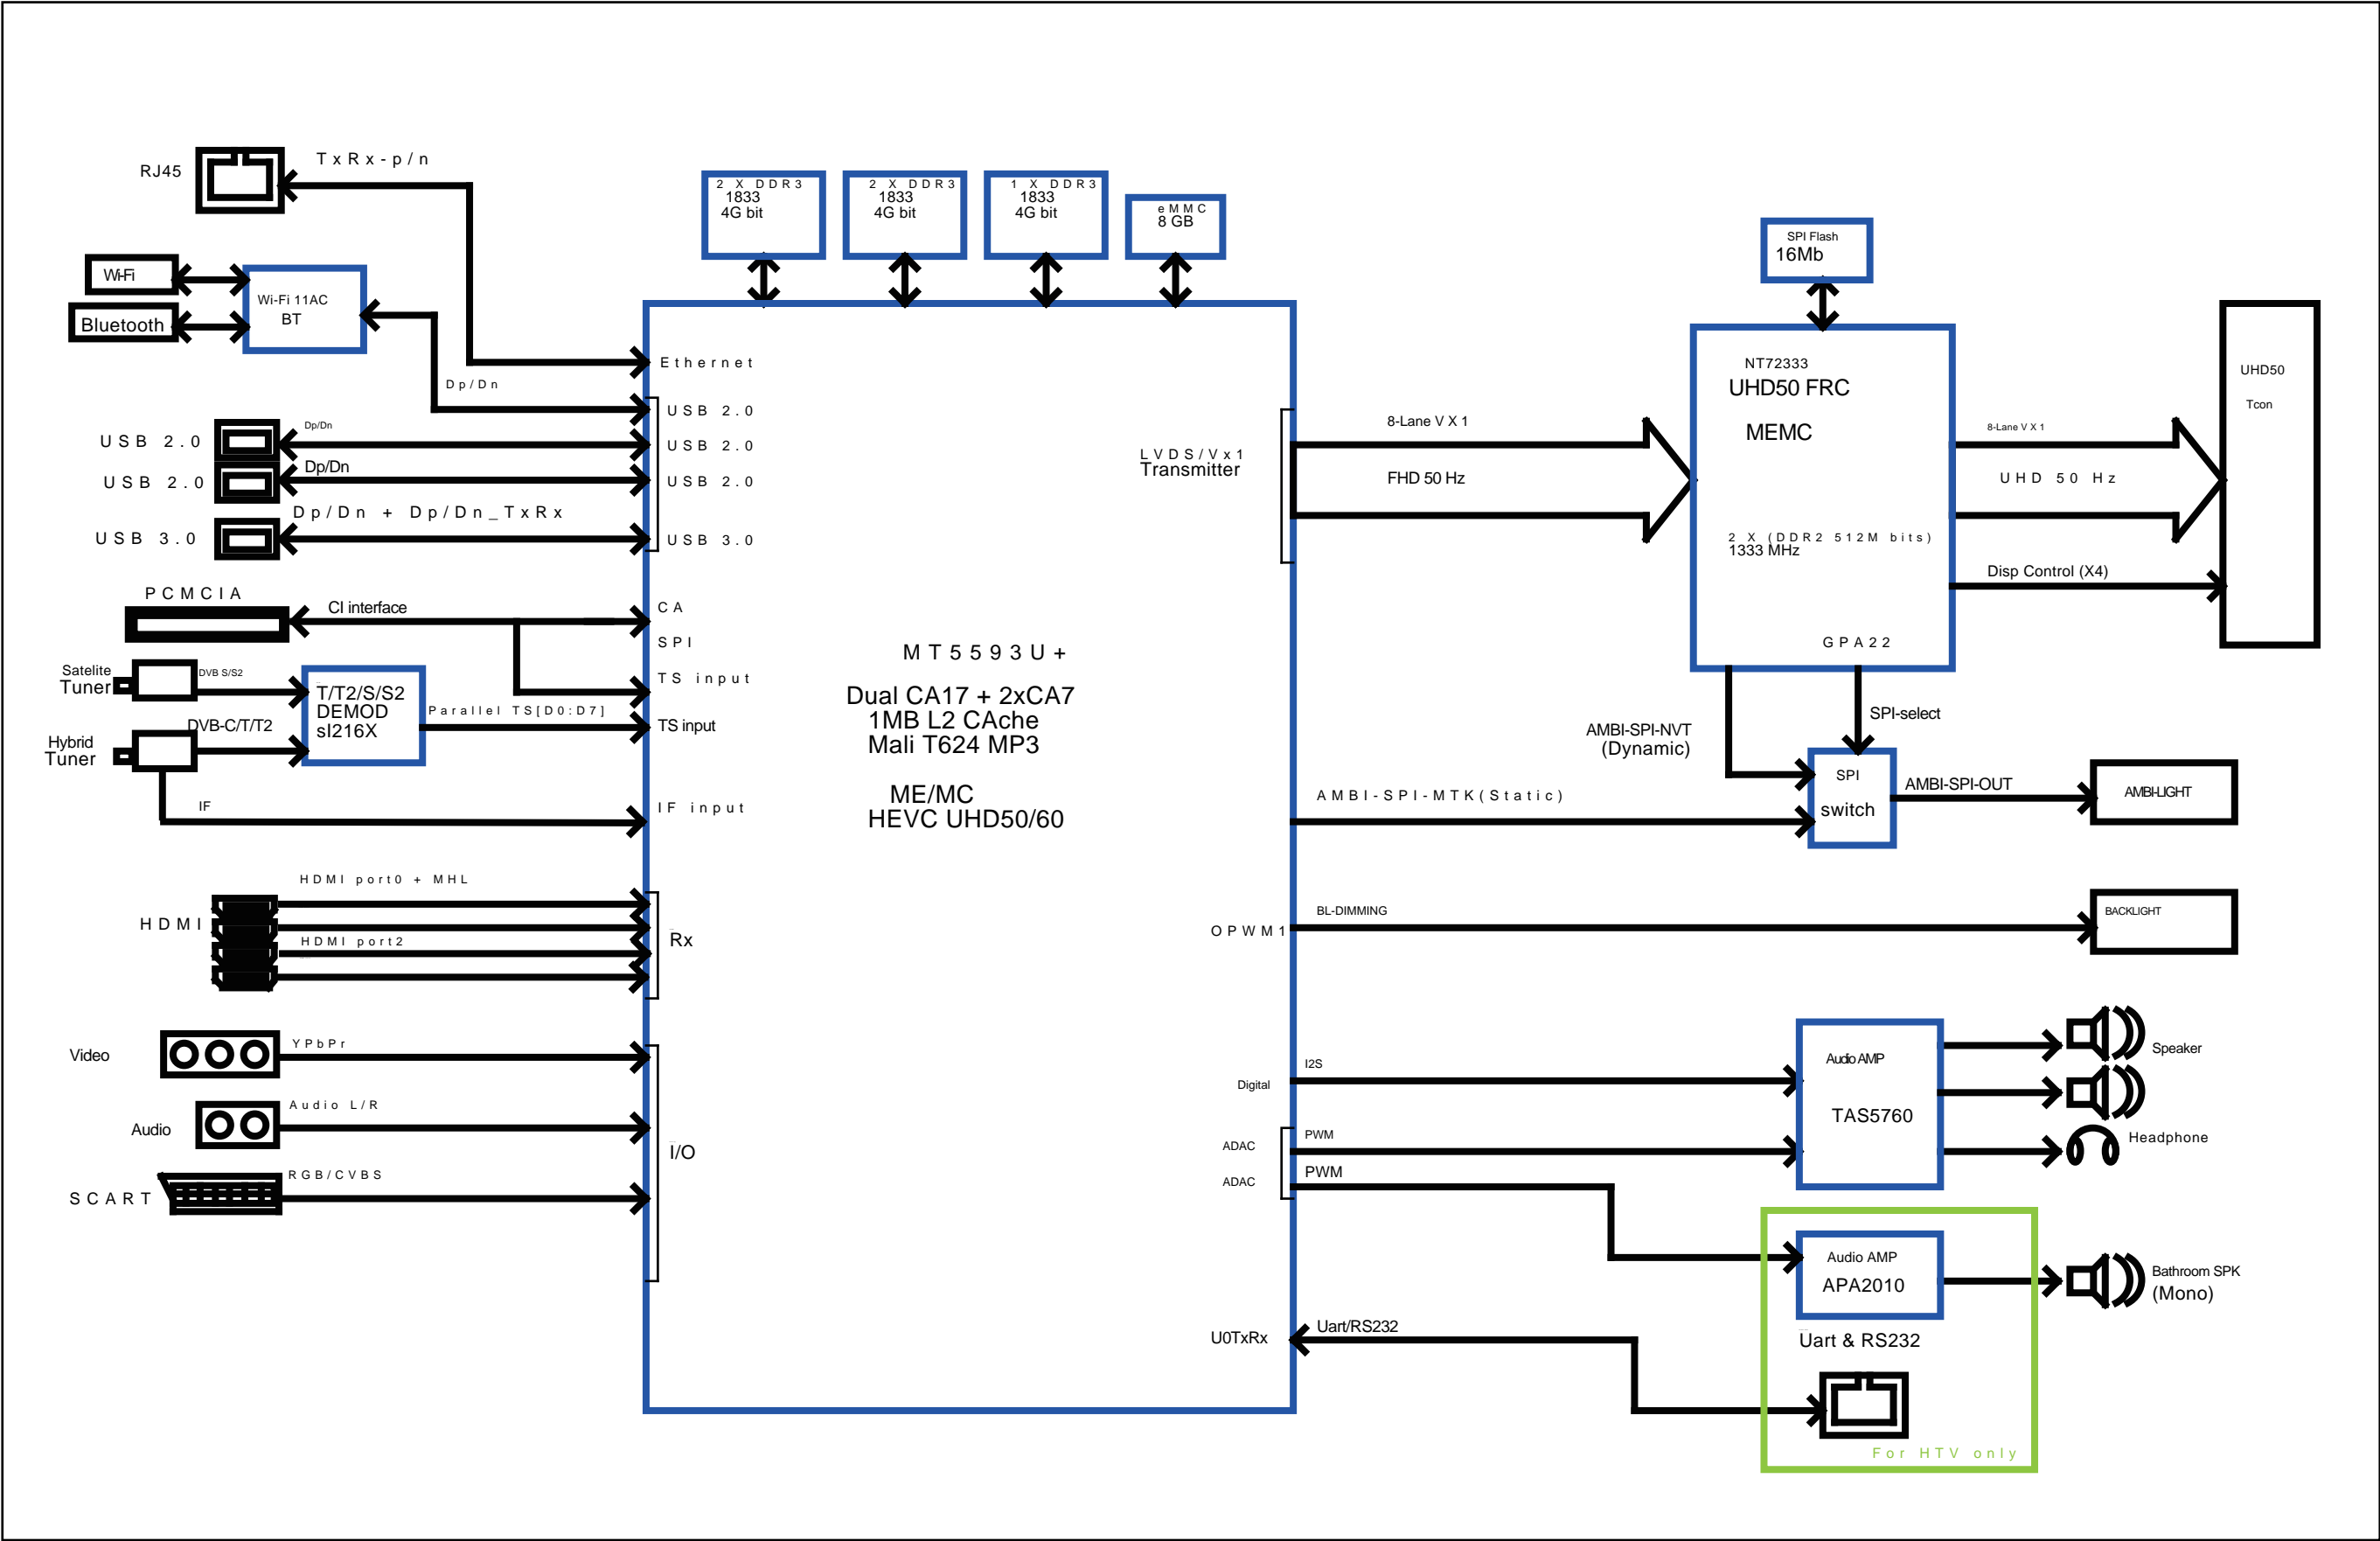 RJ45
TxRx-p/n
2 X DDR3
1833
4G bit
2 X DDR3
1833
4G bit
1 X DDR3
1833
4G bit
eMMC
8 GB
SPI Flash
16Mb
Wi-Fi
Bluetooth
Wi-Fi 11AC
BT
Dp/Dn
Ethernet
USB 2.0
USB 2.0
Dp/Dn
USB 2.0
USB 2.0
Dp/Dn
USB 2.0
USB 3.0
Dp/Dn + Dp/Dn_TxRx
USB 3.0
PCMCIA
CI interface
CA
SPI
TS input
TS input
Satelite
Tuner
DVB S/S2
Hybrid
Tuner
DVB-C/T/T2
T/T2/S/S2
DEMOD
sI216X
Parallel TS[D0:D7]
IF
IF input
HDMI
HDMI port0 + MHL
HDMI port2
Rx
Video
YPbPr
Audio
Audio L/R
SCART
RGB/CVBS
I/O
MT5593U+
Dual CA17 + 2xCA7
1MB L2 CAche
Mali T624 MP3
ME/MC
HEVC UHD50/60
LVDS/Vx1
Transmitter
8-Lane V X 1
FHD 50 Hz
NT72333
UHD50 FRC
MEMC
2 X (DDR2 512M bits)
1333 MHz
GPA22
8-Lane V X 1
UHD 50 Hz
Disp Control (X4)
UHD50
Tcon
AMBI-SPI-NVT
(Dynamic)
SPI-select
AMBI-SPI-MTK(Static)
SPI
switch
AMBI-SPI-OUT
AMBI-LIGHT
OPWM1
BL-DIMMING
BACKLIGHT
Digital
I2S
ADAC
PWM
ADAC
PWM
Audio AMP
TAS5760
Speaker
Headphone
Audio AMP
APA2010
Bathroom SPK
(Mono)
U0TxRx
Uart/RS232
Uart & RS232
For HTV only